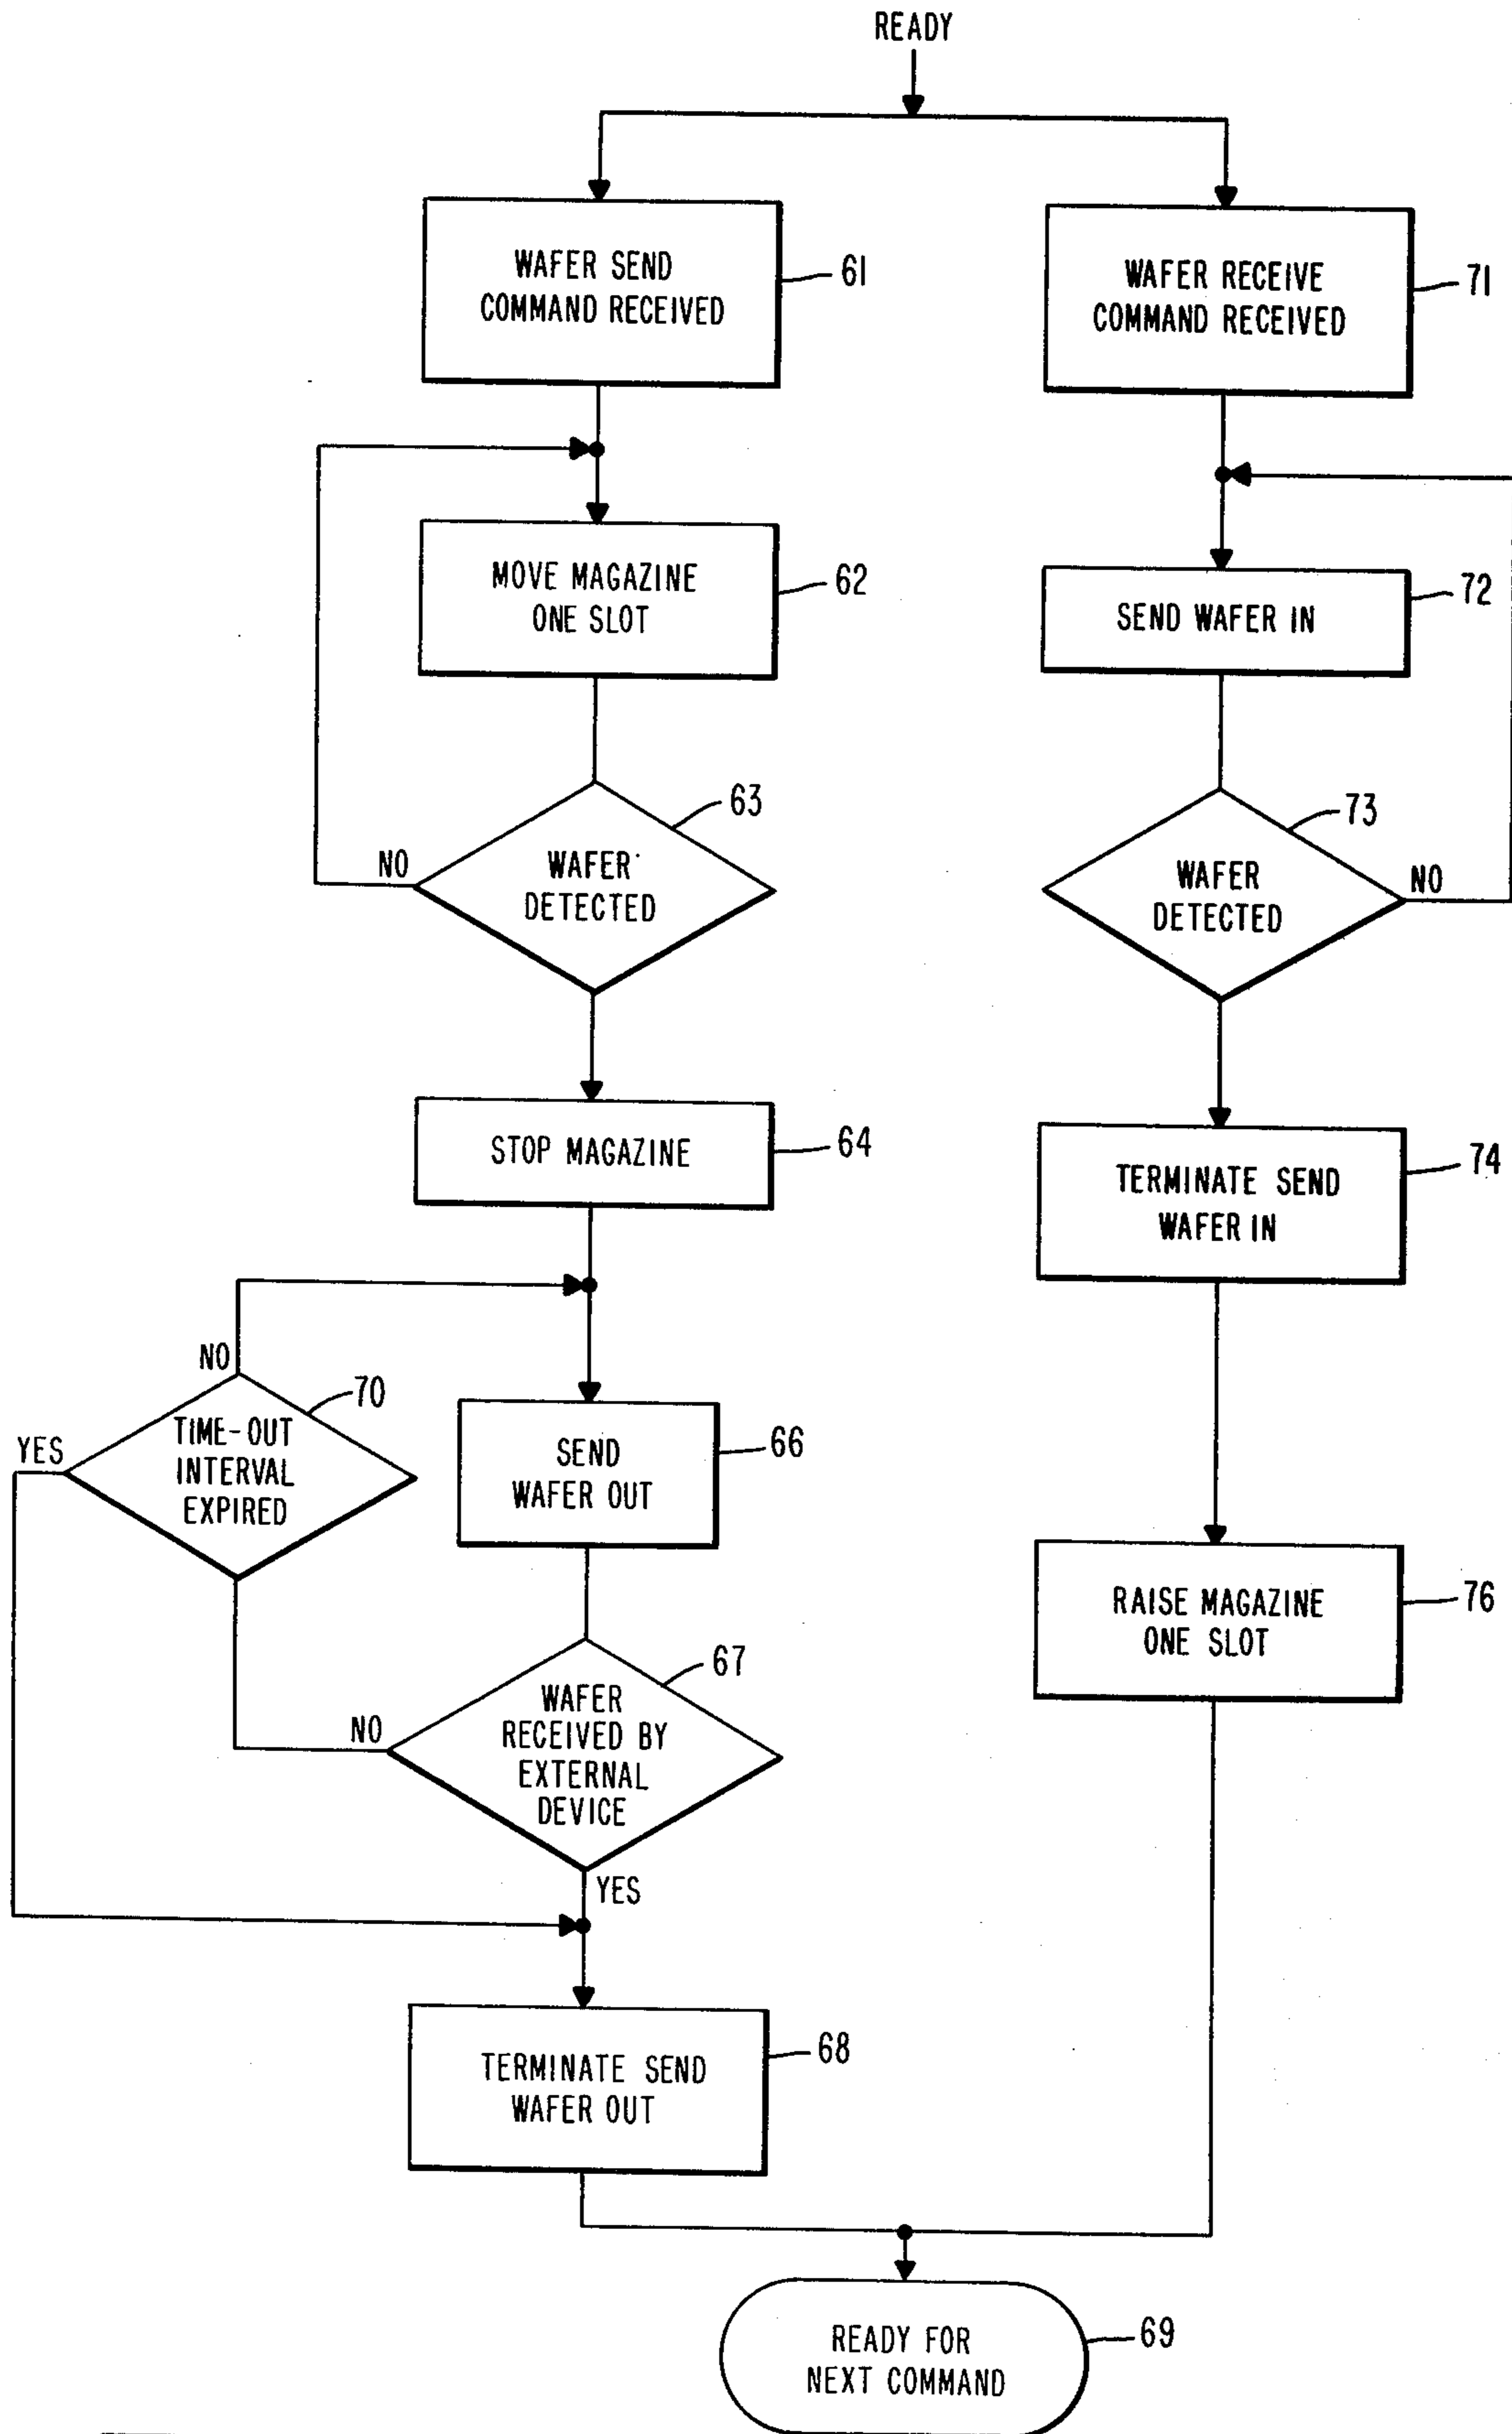 READY
WAFER SEND
COMMAND RECEIVED
61
MOVE MAGAZINE
ONE SLOT
62
63
NO
WAFER
DETECTED
STOP MAGAZINE
64
NO
70
YES
TIME-OUT
INTERVAL
EXPIRED
SEND
WAFER OUT
66
67
NO
WAFER
RECEIVED BY
EXTERNAL
DEVICE
YES
TERMINATE SEND
WAFER OUT
68
WAFER RECEIVE
COMMAND RECEIVED
71
SEND WAFER IN
72
73
WAFER
DETECTED
NO
TERMINATE SEND
WAFER IN
74
RAISE MAGAZINE
ONE SLOT
76
READY FOR
NEXT COMMAND
69